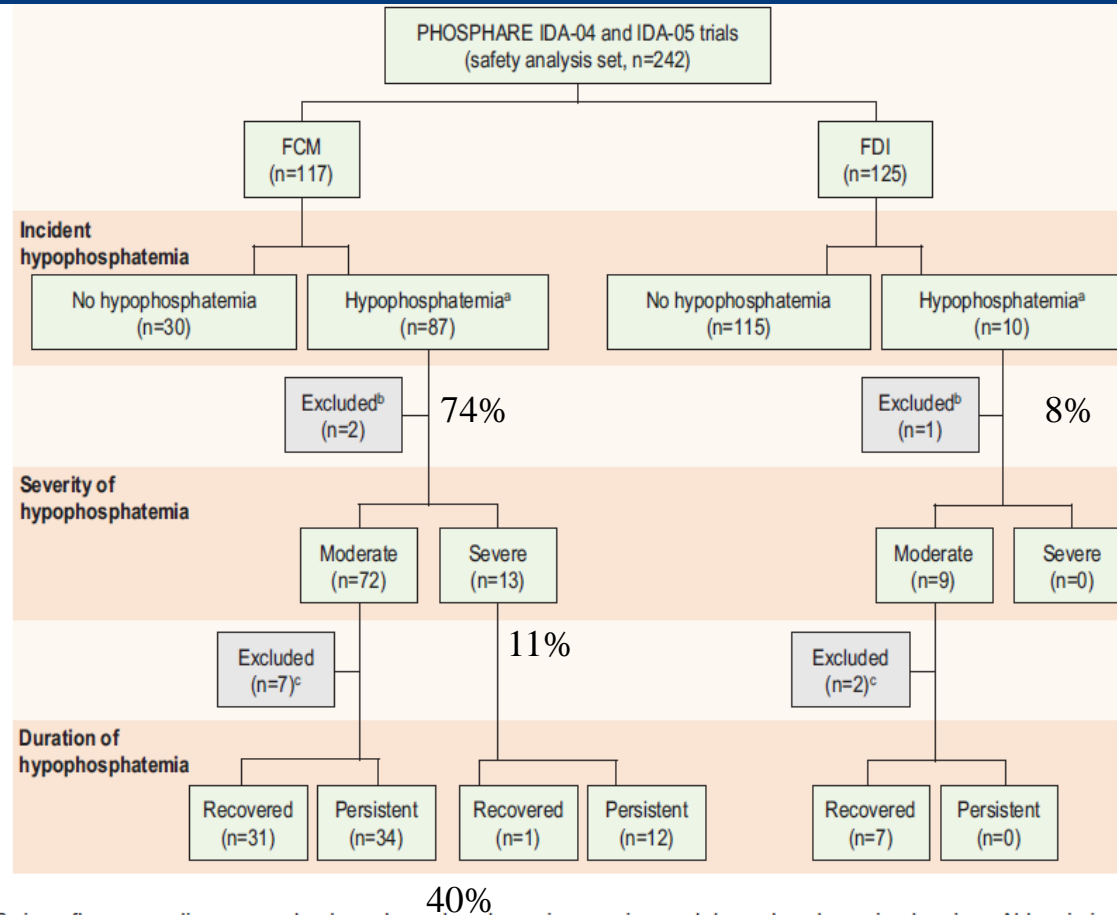 PHOSPHARE IDA-04 and IDA-05 trials
(safety analysis set, n=242)
FCM
(n=117)
FDI
(n=125)
Incident
hypophosphatemia
No hypophosphatemia
(n=30)
Hypophosphatemiaᵃ
(n=87)
No hypophosphatemia
(n=115)
Hypophosphatemiaᵃ
(n=10)
Excludedᵇ
(n=2)
74%
Excludedᵇ
(n=1)
8%
Severity of
hypophosphatemia
Moderate
(n=72)
Severe
(n=13)
Moderate
(n=9)
Severe
(n=0)
Excluded
(n=7)ᶜ
11%
Excluded
(n=2)ᶜ
Duration of
hypophosphatemia
Recovered
(n=31)
Persistent
(n=34)
Recovered
(n=1)
Persistent
(n=12)
Recovered
(n=7)
Persistent
(n=0)
40%